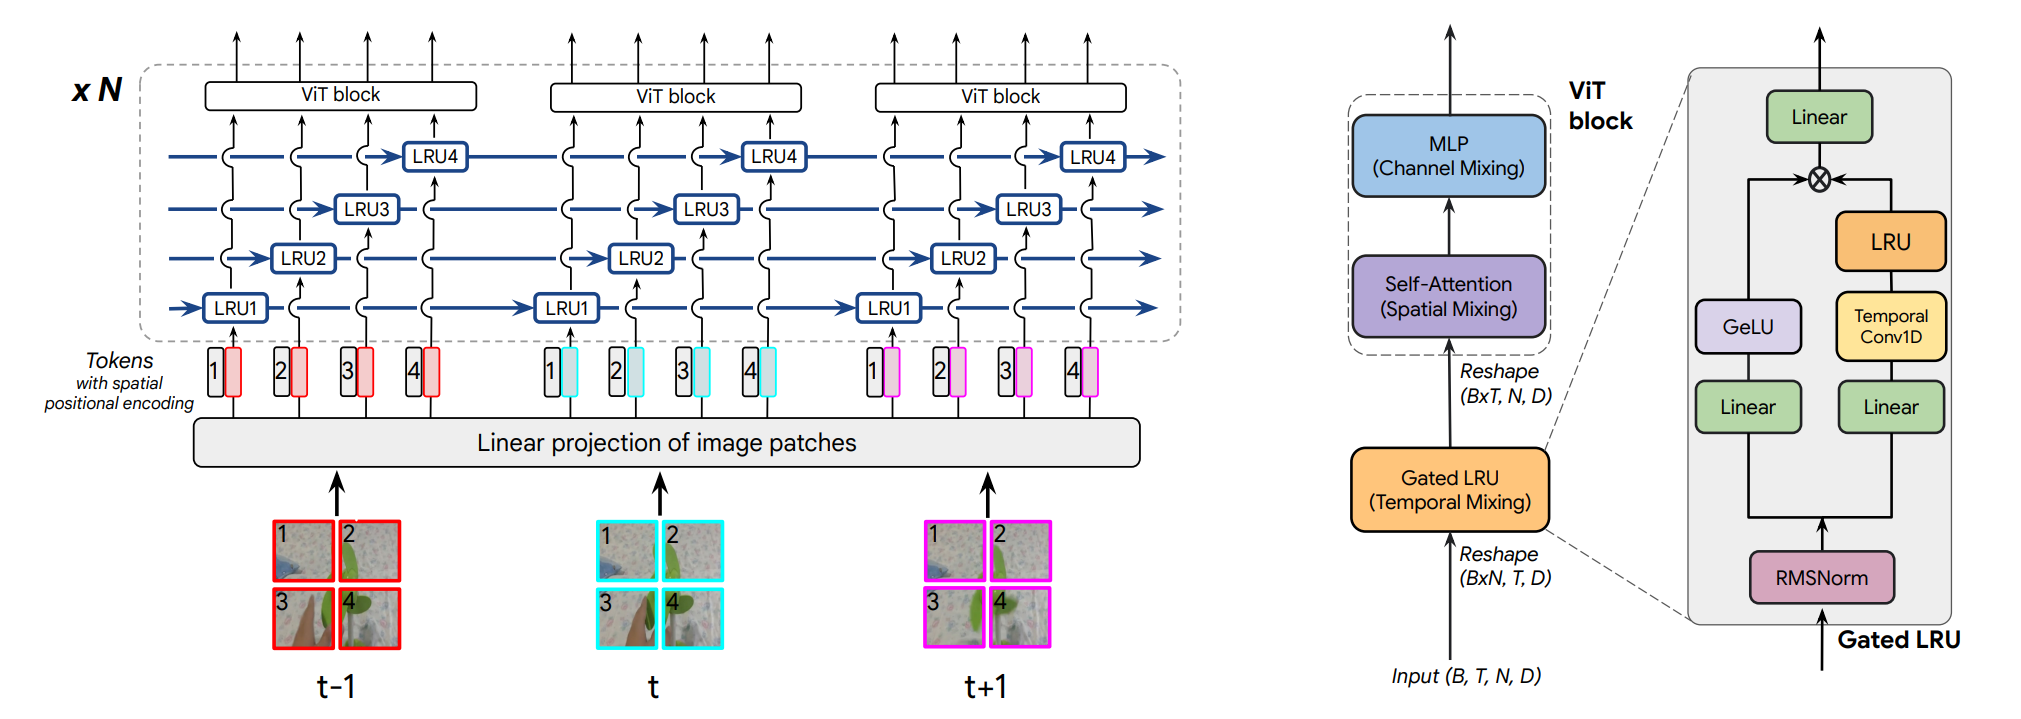 x N
ViT block
ViT block
ViT block
LRU4
LRU4
LRU4
LRU3
LRU3
LRU3
LRU2
LRU2
LRU2
LRU1
LRU1
LRU1
Tokens
with spatial
positional encoding
1
2
3
4
1
2
3
4
1
2
3
4
Linear projection of image patches
1
2
3
4
1
2
3
4
1
2
3
4
t-1
t
t+1
ViT
block
MLP
(Channel Mixing)
Self-Attention
(Spatial Mixing)
Reshape
(BxT, N, D)
Gated LRU
(Temporal Mixing)
Reshape
(BxN, T, D)
Input (B, T, N, D)
Linear
LRU
GeLU
Temporal
Conv1D
Linear
Linear
RMSNorm
Gated LRU